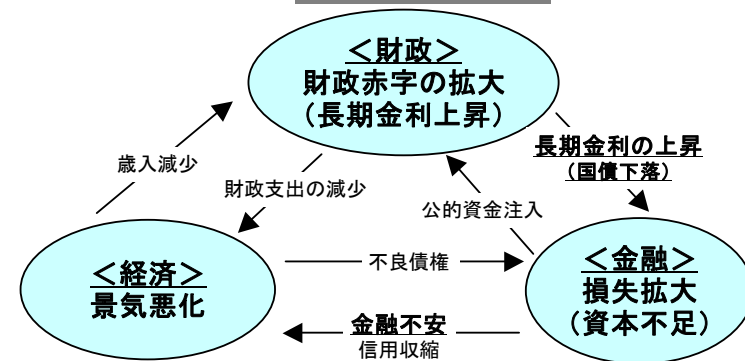 <財政>
財政赤字の拡大
(長期金利上昇)
長期金利の上昇
(国債下落)
歳入減少
財政支出の減少
公的資金注入
<経済>
景気悪化
不良債権
<金融>
損失拡大
(資本不足)
金融不安
信用収縮